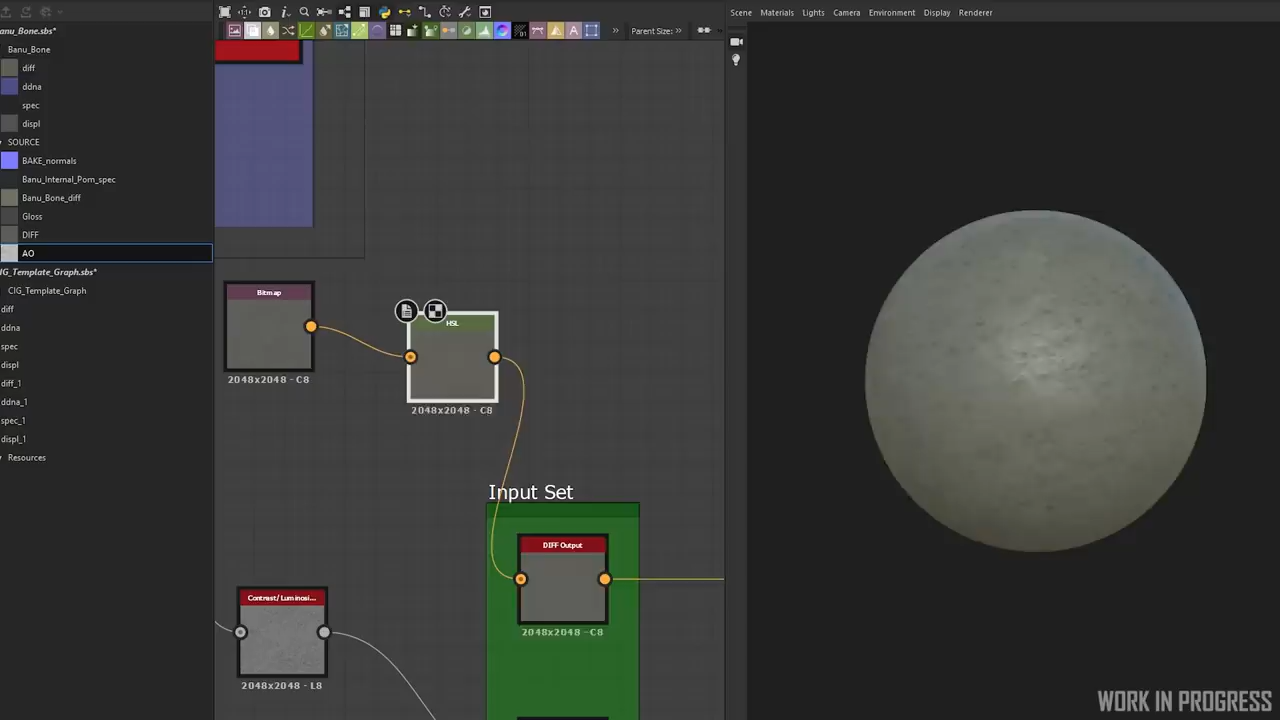 anu_Bone.sbs*
Banu_Bone
diff
ddna
spec
displ
SOURCE
BAKE_normals
Banu_Internal_Pom_spec
Banu_Bone_diff
Gloss
DIFF
AO
IG_Template_Graph.sbs*
CIG_Template_Graph
diff
ddna
spec
displ
diff_1
ddna_1
spec_1
displ_1
Resources
Parent Size:
Bitmap
2048x2048 - C8
HSL
2048x2048 - C8
Input Set
DIFF Output
2048x2048 - C8
Contrast/Luminosi...
2048x2048 - L8
Scene Materials Lights Camera Environment Display Renderer
WORK IN PROGRESS